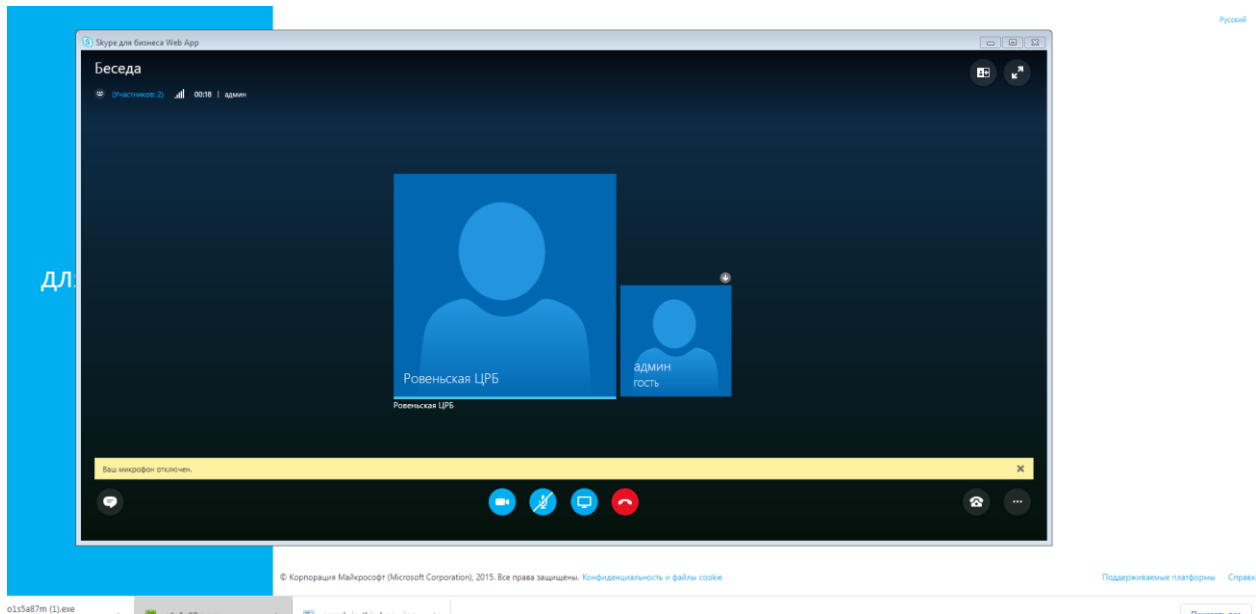 Русский
Skype для бизнеса Web App
Беседа
(Участников: 2) 00:18 | админ
ДЛ
Ровеньская ЦРБ
админ
гость
Ровеньская ЦРБ
Ваш микрофон отключен.
© Корпорация Майкрософт (Microsoft Corporation), 2015. Все права защищены. Конфиденциальность и файлы cookie
Поддерживаемые платформы Справк
o1s5a87m (1).exe